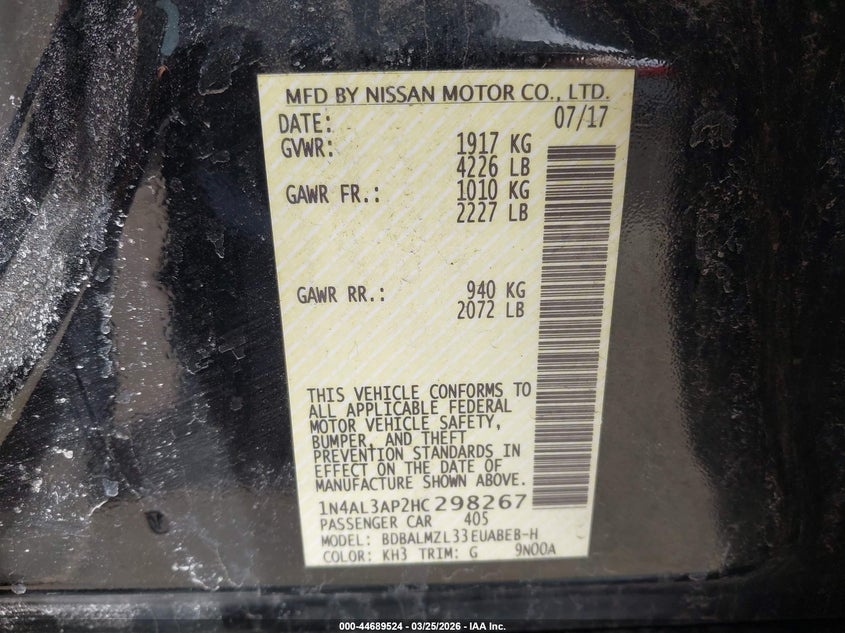 MFD BY NISSAN MOTOR CO., LTD.
DATE: 07/17
GVWR: 1917 KG
4226 LB
GAWR FR.: 1010 KG
2227 LB
GAWR RR.: 940 KG
2072 LB
THIS VEHICLE CONFORMS TO
ALL APPLICABLE FEDERAL
MOTOR VEHICLE SAFETY,
BUMPER, AND THEFT
PREVENTION STANDARDS IN
EFFECT ON THE DATE OF
MANUFACTURE SHOWN ABOVE.
1N4AL3AP2HC298267
PASSENGER CAR 405
MODEL: BDBALMZL33EUABEB-H
COLOR: KH3 TRIM: G 9N00A
000-44689524 - 03/25/2026 - IAA Inc.